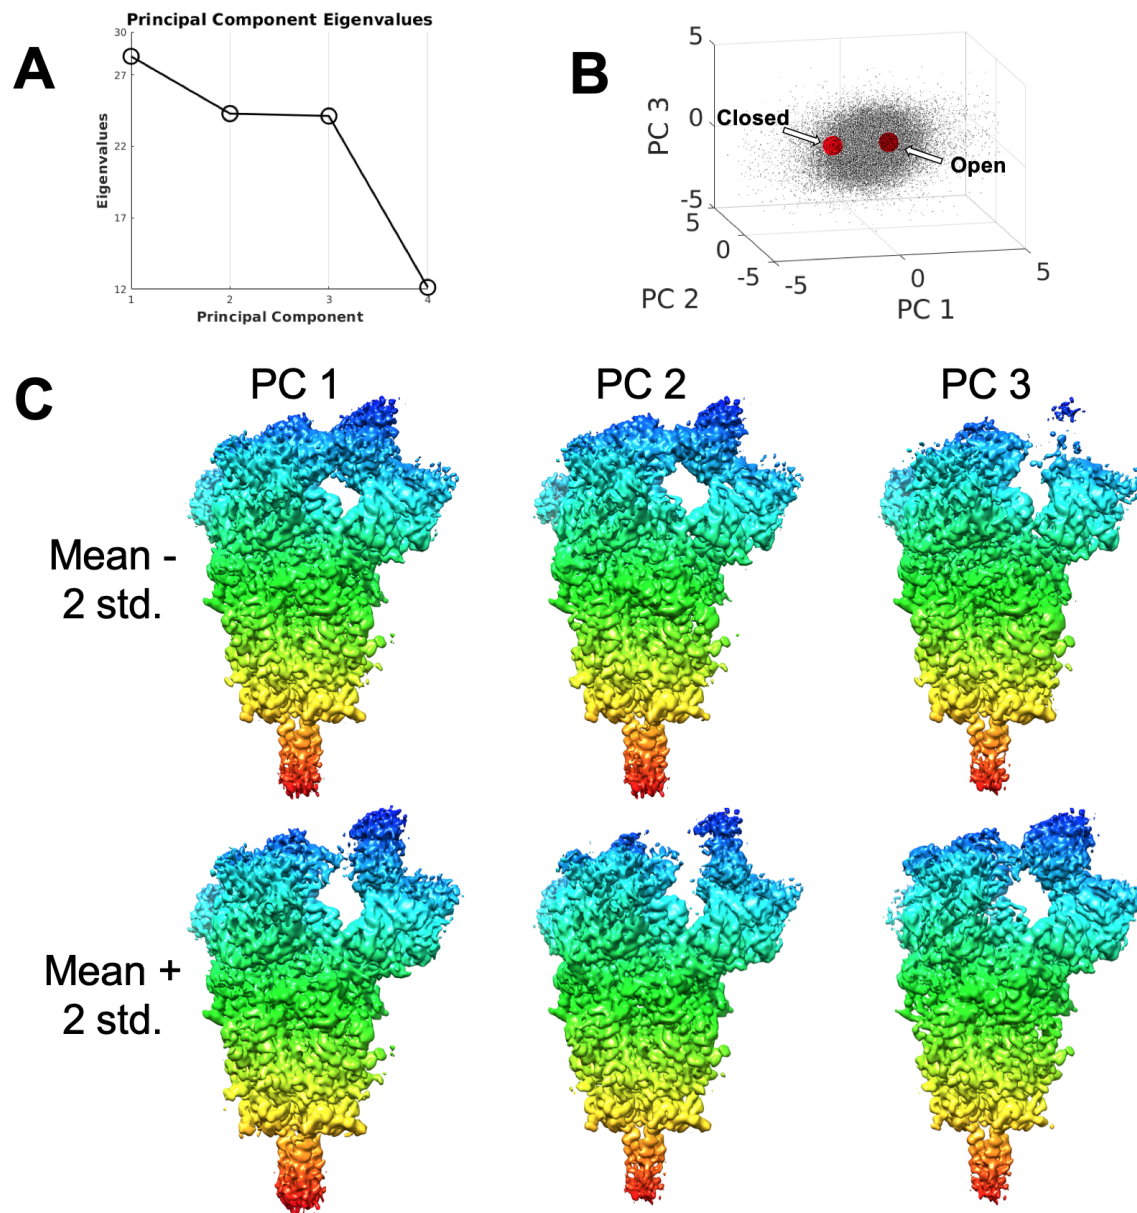 A
Principal Component Eigenvalues
30
27
22
17
12
Eigenvalues
1
2
3
4
Principal Component
B
5
0
-5
PC 3
Closed
Open
5
0
-5
PC 2
-5
0
5
PC 1
C
PC 1
PC 2
PC 3
Mean -
2 std.
Mean +
2 std.